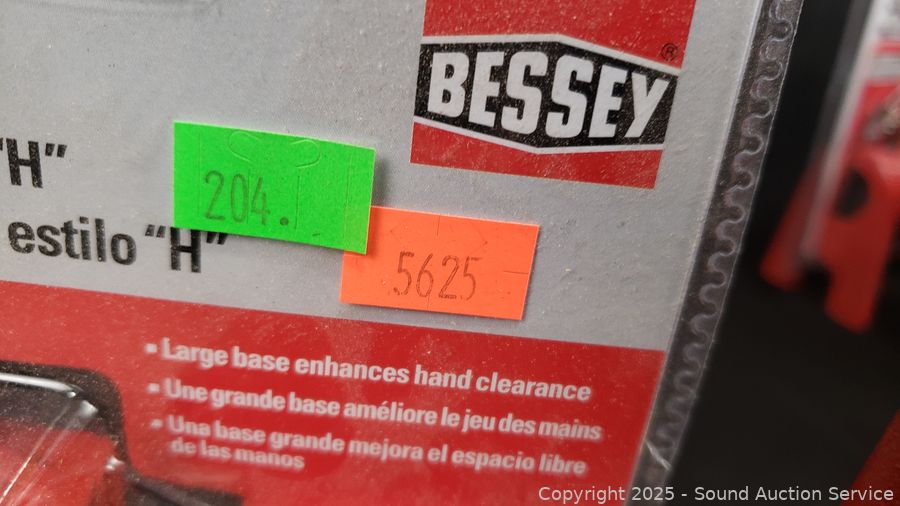 BESSEY®
"H"
estilo "H"
204.1
5625
▪ Large base enhances hand clearance
▪ Une grande base améliore le jeu des mains
▪ Una base grande mejora el espacio libre
de las manos
Copyright 2025 - Sound Auction Service